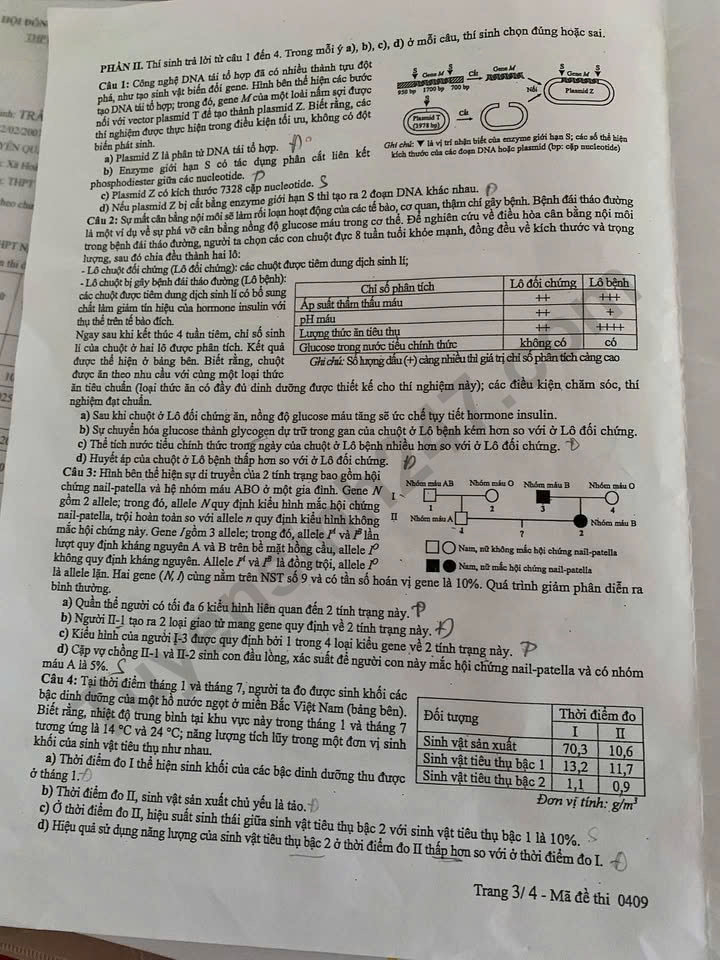 HỘI ĐỒN
THPT
PHẦN II. Thí sinh trả lời từ câu 1 đến 4. Trong mỗi ý a), b), c), d) ở mỗi câu, thí sinh chọn đúng hoặc sai.
Câu 1: Công nghệ DNA tái tổ hợp đã có nhiều thành tựu đột
phá, như tạo sinh vật biến đổi gene. Hình bên thể hiện các bước
tạo DNA tái tổ hợp; trong đó, gene M của một loài nấm sợi được
nối với vector plasmid T để tạo thành plasmid Z. Biết rằng, các
thí nghiệm được thực hiện trong điều kiện tối ưu, không có đột
biến phát sinh.
S Gene M S
Cắt
Gene M
S Gene M S
950 bp 1700 bp 700 bp
Nối
Plasmid Z
S
Plasmid T
Cắt
Ghi chú: ▼ là vị trí nhận biết của enzyme giới hạn S; các số thể hiện
kích thước của các đoạn DNA hoặc plasmid (bp: cặp nucleotide)
a) Plasmid Z là phân tử DNA tái tổ hợp. Đ
b) Enzyme giới hạn S có tác dụng phân cắt liên kết
phosphodiester giữa các nucleotide. Đ
c) Plasmid Z có kích thước 7328 cặp nucleotide. S
d) Nếu plasmid Z bị cắt bằng enzyme giới hạn S thì tạo ra 2 đoạn DNA khác nhau. Đ
Câu 2: Sự mất cân bằng nội môi sẽ làm rối loạn hoạt động của các tế bào, cơ quan, thậm chí gây bệnh. Bệnh đái tháo đường
là một ví dụ về sự phá vỡ cân bằng nồng độ glucose máu trong cơ thể. Để nghiên cứu về điều hòa cân bằng nội môi
trong bệnh đái tháo đường, người ta chọn các con chuột đực 8 tuần tuổi khỏe mạnh, đồng đều về kích thước và trọng
lượng, sau đó chia đều thành hai lô:
- Lô chuột đối chứng (Lô đối chứng): các chuột được tiêm dung dịch sinh lí;
- Lô chuột bị gây bệnh đái tháo đường (Lô bệnh):
các chuột được tiêm dung dịch sinh lí có bổ sung
chất làm giảm tín hiệu của hormone insulin với
thụ thể trên tế bào đích.
Ngay sau khi kết thúc 4 tuần tiêm, chỉ số sinh
lí của chuột ở hai lô được phân tích. Kết quả
được thể hiện ở bảng bên. Biết rằng, chuột
được ăn theo nhu cầu với cùng một loại thức
Chỉ số phân tích Lô đối chứng Lô bệnh
Áp suất thẩm thấu máu ++ +++
pH máu ++ +
Lượng thức ăn tiêu thụ ++ ++++
Glucose trong nước tiểu chính thức không có có
Ghi chú: Số lượng dấu (+) càng nhiều thì giá trị chỉ số phân tích càng cao
ăn tiêu chuẩn (loại thức ăn có đầy đủ dinh dưỡng được thiết kế cho thí nghiệm này); các điều kiện chăm sóc, thí
nghiệm đạt chuẩn.
a) Sau khi chuột ở Lô đối chứng ăn, nồng độ glucose máu tăng sẽ ức chế tụy tiết hormone insulin.
b) Sự chuyển hóa glucose thành glycogen dự trữ trong gan của chuột ở Lô bệnh kém hơn so với ở Lô đối chứng.
c) Thể tích nước tiểu chính thức trong ngày của chuột ở Lô bệnh nhiều hơn so với ở Lô đối chứng. Đ
d) Huyết áp của chuột ở Lô bệnh thấp hơn so với ở Lô đối chứng. Đ
Câu 3: Hình bên thể hiện sự di truyền của 2 tính trạng bao gồm hội
chứng nail-patella và hệ nhóm máu ABO ở một gia đình. Gene N
gồm 2 allele; trong đó, allele N quy định kiểu hình mắc hội chứng
nail-patella, trội hoàn toàn so với allele n quy định kiểu hình không
mắc hội chứng này. Gene I gồm 3 allele; trong đó, allele Iᴬ và Iᴮ lần
lượt quy định kháng nguyên A và B trên bề mặt hồng cầu, allele Iᴼ
không quy định kháng nguyên. Allele Iᴬ và Iᴮ là đồng trội, allele Iᴼ
Nhóm máu AB Nhóm máu O Nhóm máu B Nhóm máu O
I
1 2 3 4
II Nhóm máu A Nhóm máu B
1 ? 2
Nam, nữ không mắc hội chứng nail-patella
Nam, nữ mắc hội chứng nail-patella
là allele lặn. Hai gene (N, I) cùng nằm trên NST số 9 và có tần số hoán vị gene là 10%. Quá trình giảm phân diễn ra
bình thường.
a) Quần thể người có tối đa 6 kiểu hình liên quan đến 2 tính trạng này. Đ
b) Người II-1 tạo ra 2 loại giao tử mang gene quy định về 2 tính trạng này. Đ
c) Kiểu hình của người I-3 được quy định bởi 1 trong 4 loại kiểu gene về 2 tính trạng này. Đ
d) Cặp vợ chồng II-1 và II-2 sinh con đầu lòng, xác suất để người con này mắc hội chứng nail-patella và có nhóm
máu A là 5%. S
Câu 4: Tại thời điểm tháng 1 và tháng 7, người ta đo được sinh khối các
bậc dinh dưỡng của một hồ nước ngọt ở miền Bắc Việt Nam (bảng bên).
Biết rằng, nhiệt độ trung bình tại khu vực này trong tháng 1 và tháng 7
tương ứng là 14 °C và 24 °C; năng lượng tích lũy trong một đơn vị sinh
khối của sinh vật tiêu thụ như nhau.
Đối tượng Thời điểm đo
I II
Sinh vật sản xuất 70,3 10,6
Sinh vật tiêu thụ bậc 1 13,2 11,7
Sinh vật tiêu thụ bậc 2 1,1 0,9
Đơn vị tính: g/m³
a) Thời điểm đo I thể hiện sinh khối của các bậc dinh dưỡng thu được
ở tháng 1. Đ
b) Thời điểm đo II, sinh vật sản xuất chủ yếu là tảo. Đ
c) Ở thời điểm đo II, hiệu suất sinh thái giữa sinh vật tiêu thụ bậc 2 với sinh vật tiêu thụ bậc 1 là 10%. S
d) Hiệu quả sử dụng năng lượng của sinh vật tiêu thụ bậc 2 ở thời điểm đo II thấp hơn so với ở thời điểm đo I. Đ
Trang 3/ 4 - Mã đề thi 0409